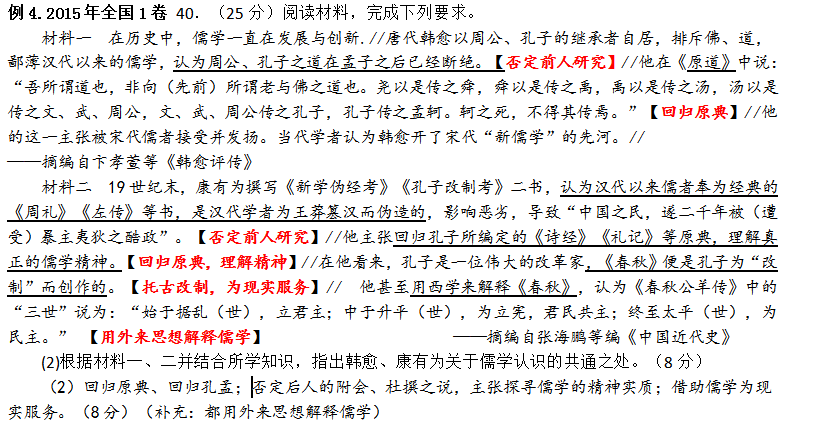 例 4. 2015 年全国 1 卷 40．（25 分）阅读材料，完成下列要求。
材料一　在历史中，儒学一直在发展与创新.//唐代韩愈以周公、孔子的继承者自居，排斥佛、道，
鄙薄汉代以来的儒学，认为周公、孔子之道在孟子之后已经断绝。【否定前人研究】//他在《原道》中说：
“吾所谓道也，非向（先前）所谓老与佛之道也。尧以是传之舜，舜以是传之禹，禹以是传之汤，汤以是
传之文、武、周公，文、武、周公传之孔子，孔子传之孟轲。轲之死，不得其传焉。”【回归原典】//他
的这一主张被宋代儒者接受并发扬。当代学者认为韩愈开了宋代“新儒学”的先河。//
——摘编自卞孝萱等《韩愈评传》
材料二　19 世纪末，康有为撰写《新学伪经考》《孔子改制考》二书，认为汉代以来儒者奉为经典的
《周礼》《左传》等书，是汉代学者为王莽篡汉而伪造的，影响恶劣，导致“中国之民，遂二千年被（遭
受）暴主夷狄之酷政”。【否定前人研究】//他主张回归孔子所编定的《诗经》《礼记》等原典，理解真
正的儒学精神。【回归原典，理解精神】//在他看来，孔子是一位伟大的改革家，《春秋》便是孔子为“改
制”而创作的。【托古改制，为现实服务】// 他甚至用西学来解释《春秋》，认为《春秋公羊传》中的
“三世”说为：“始于据乱（世），立君主；中于升平（世），为立宪，君民共主；终至太平（世），为
民主。” 【用外来思想解释儒学】 ——摘编自张海鹏等编《中国近代史》
(2)根据材料一、二并结合所学知识，指出韩愈、康有为关于儒学认识的共通之处。（8 分）
（2）回归原典、回归孔孟；否定后人的附会、杜撰之说，主张探寻儒学的精神实质；借助儒学为现
实服务。（8 分）（补充：都用外来思想解释儒学）